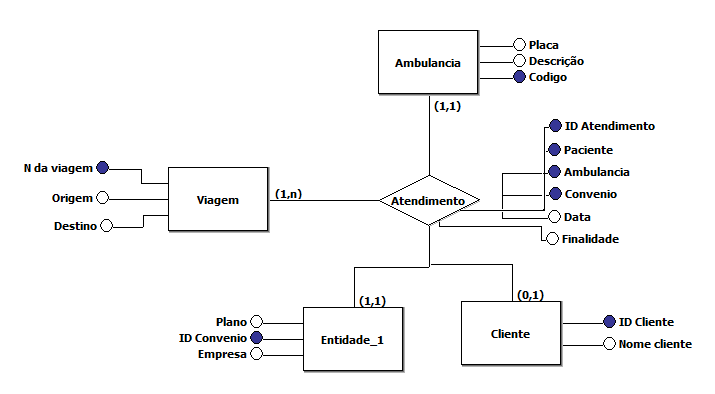 Ambulancia
Placa
Descrição
Codigo
(1,1)
ID Atendimento
Paciente
Ambulancia
Convenio
Data
Finalidade
N da viagem
Origem
Destino
Viagem
(1,n)
Atendimento
(1,1)
(0,1)
Plano
ID Convenio
Empresa
Entidade_1
Cliente
ID Cliente
Nome cliente